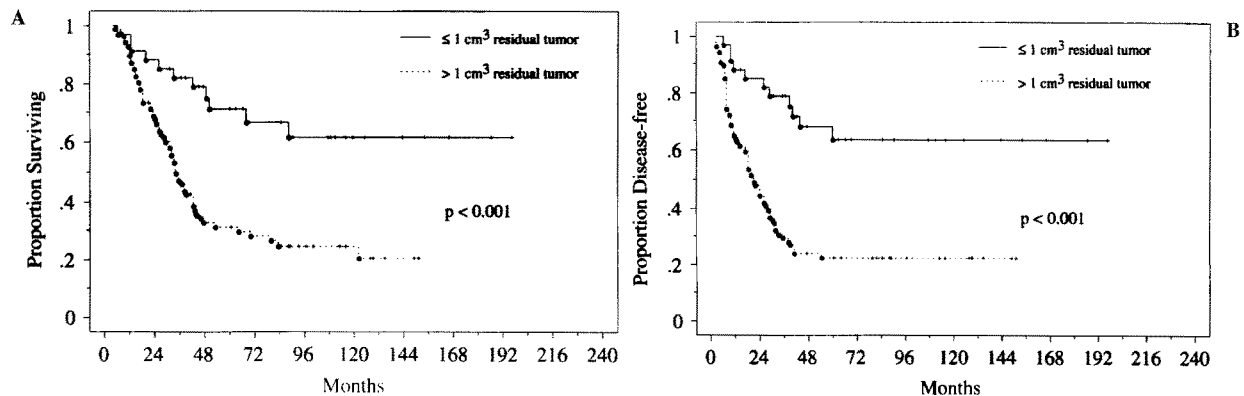 A
Proportion Surviving
1
.8
.6
.4
.2
0
≤ 1 cm³ residual tumor
> 1 cm³ residual tumor
p < 0.001
0 24 48 72 96 120 144 168 192 216 240
Months
B
Proportion Disease-free
1
.8
.6
.4
.2
0
≤ 1 cm³ residual tumor
> 1 cm³ residual tumor
p < 0.001
0 24 48 72 96 120 144 168 192 216 240
Months